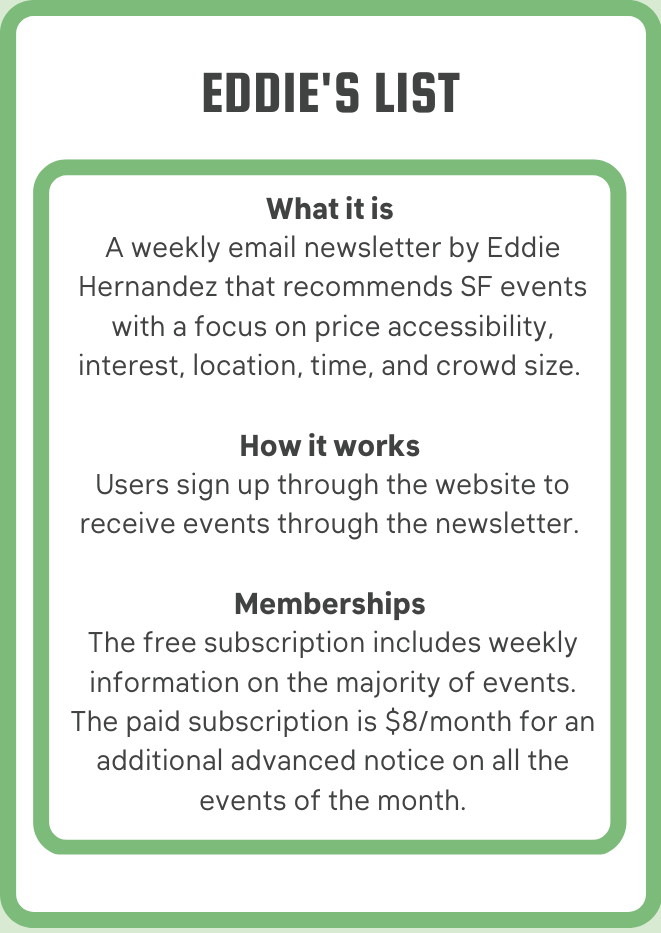 EDDIE'S LIST
What it is
A weekly email newsletter by Eddie
Hernandez that recommends SF events
with a focus on price accessibility,
interest, location, time, and crowd size.
How it works
Users sign up through the website to
receive events through the newsletter.
Memberships
The free subscription includes weekly
information on the majority of events.
The paid subscription is $8/month for an
additional advanced notice on all the
events of the month.